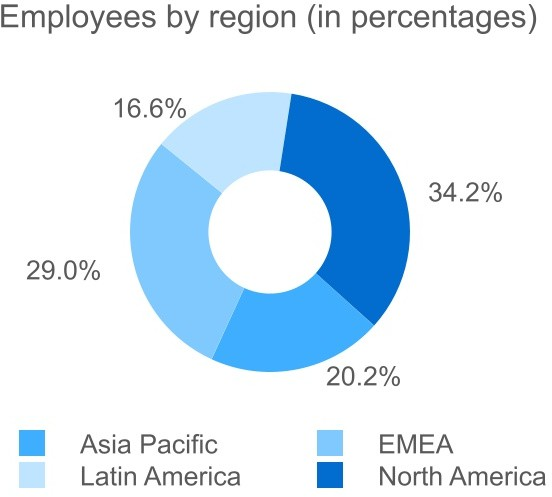 Employees by region (in percentages)
16.6%
34.2%
29.0%
20.2%
Asia Pacific
EMEA
Latin America
North America